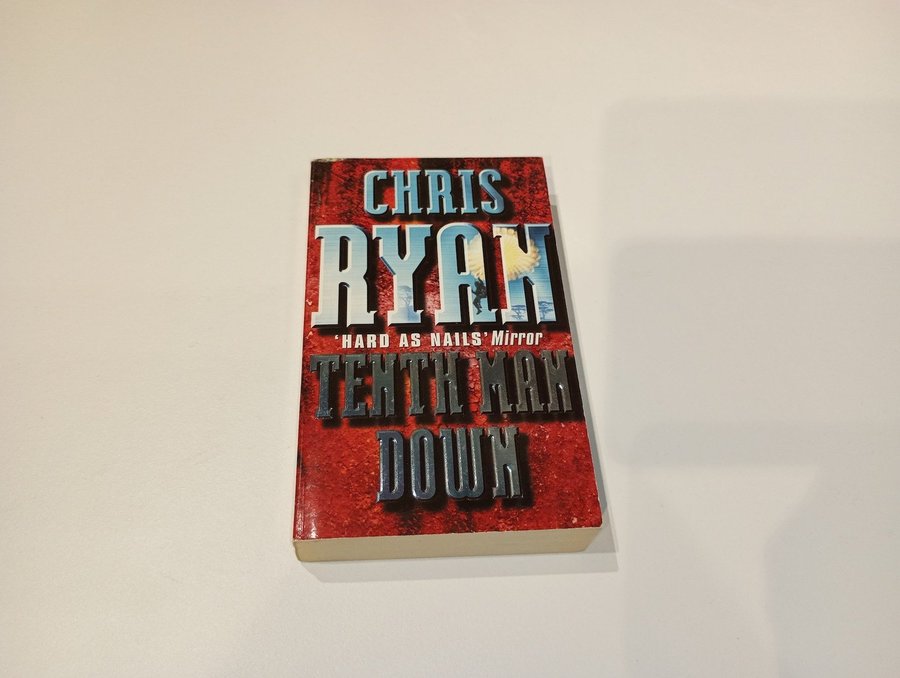 CHRIS
RYAN
'HARD AS NAILS' Mirror
TENTH MAN
DOWN